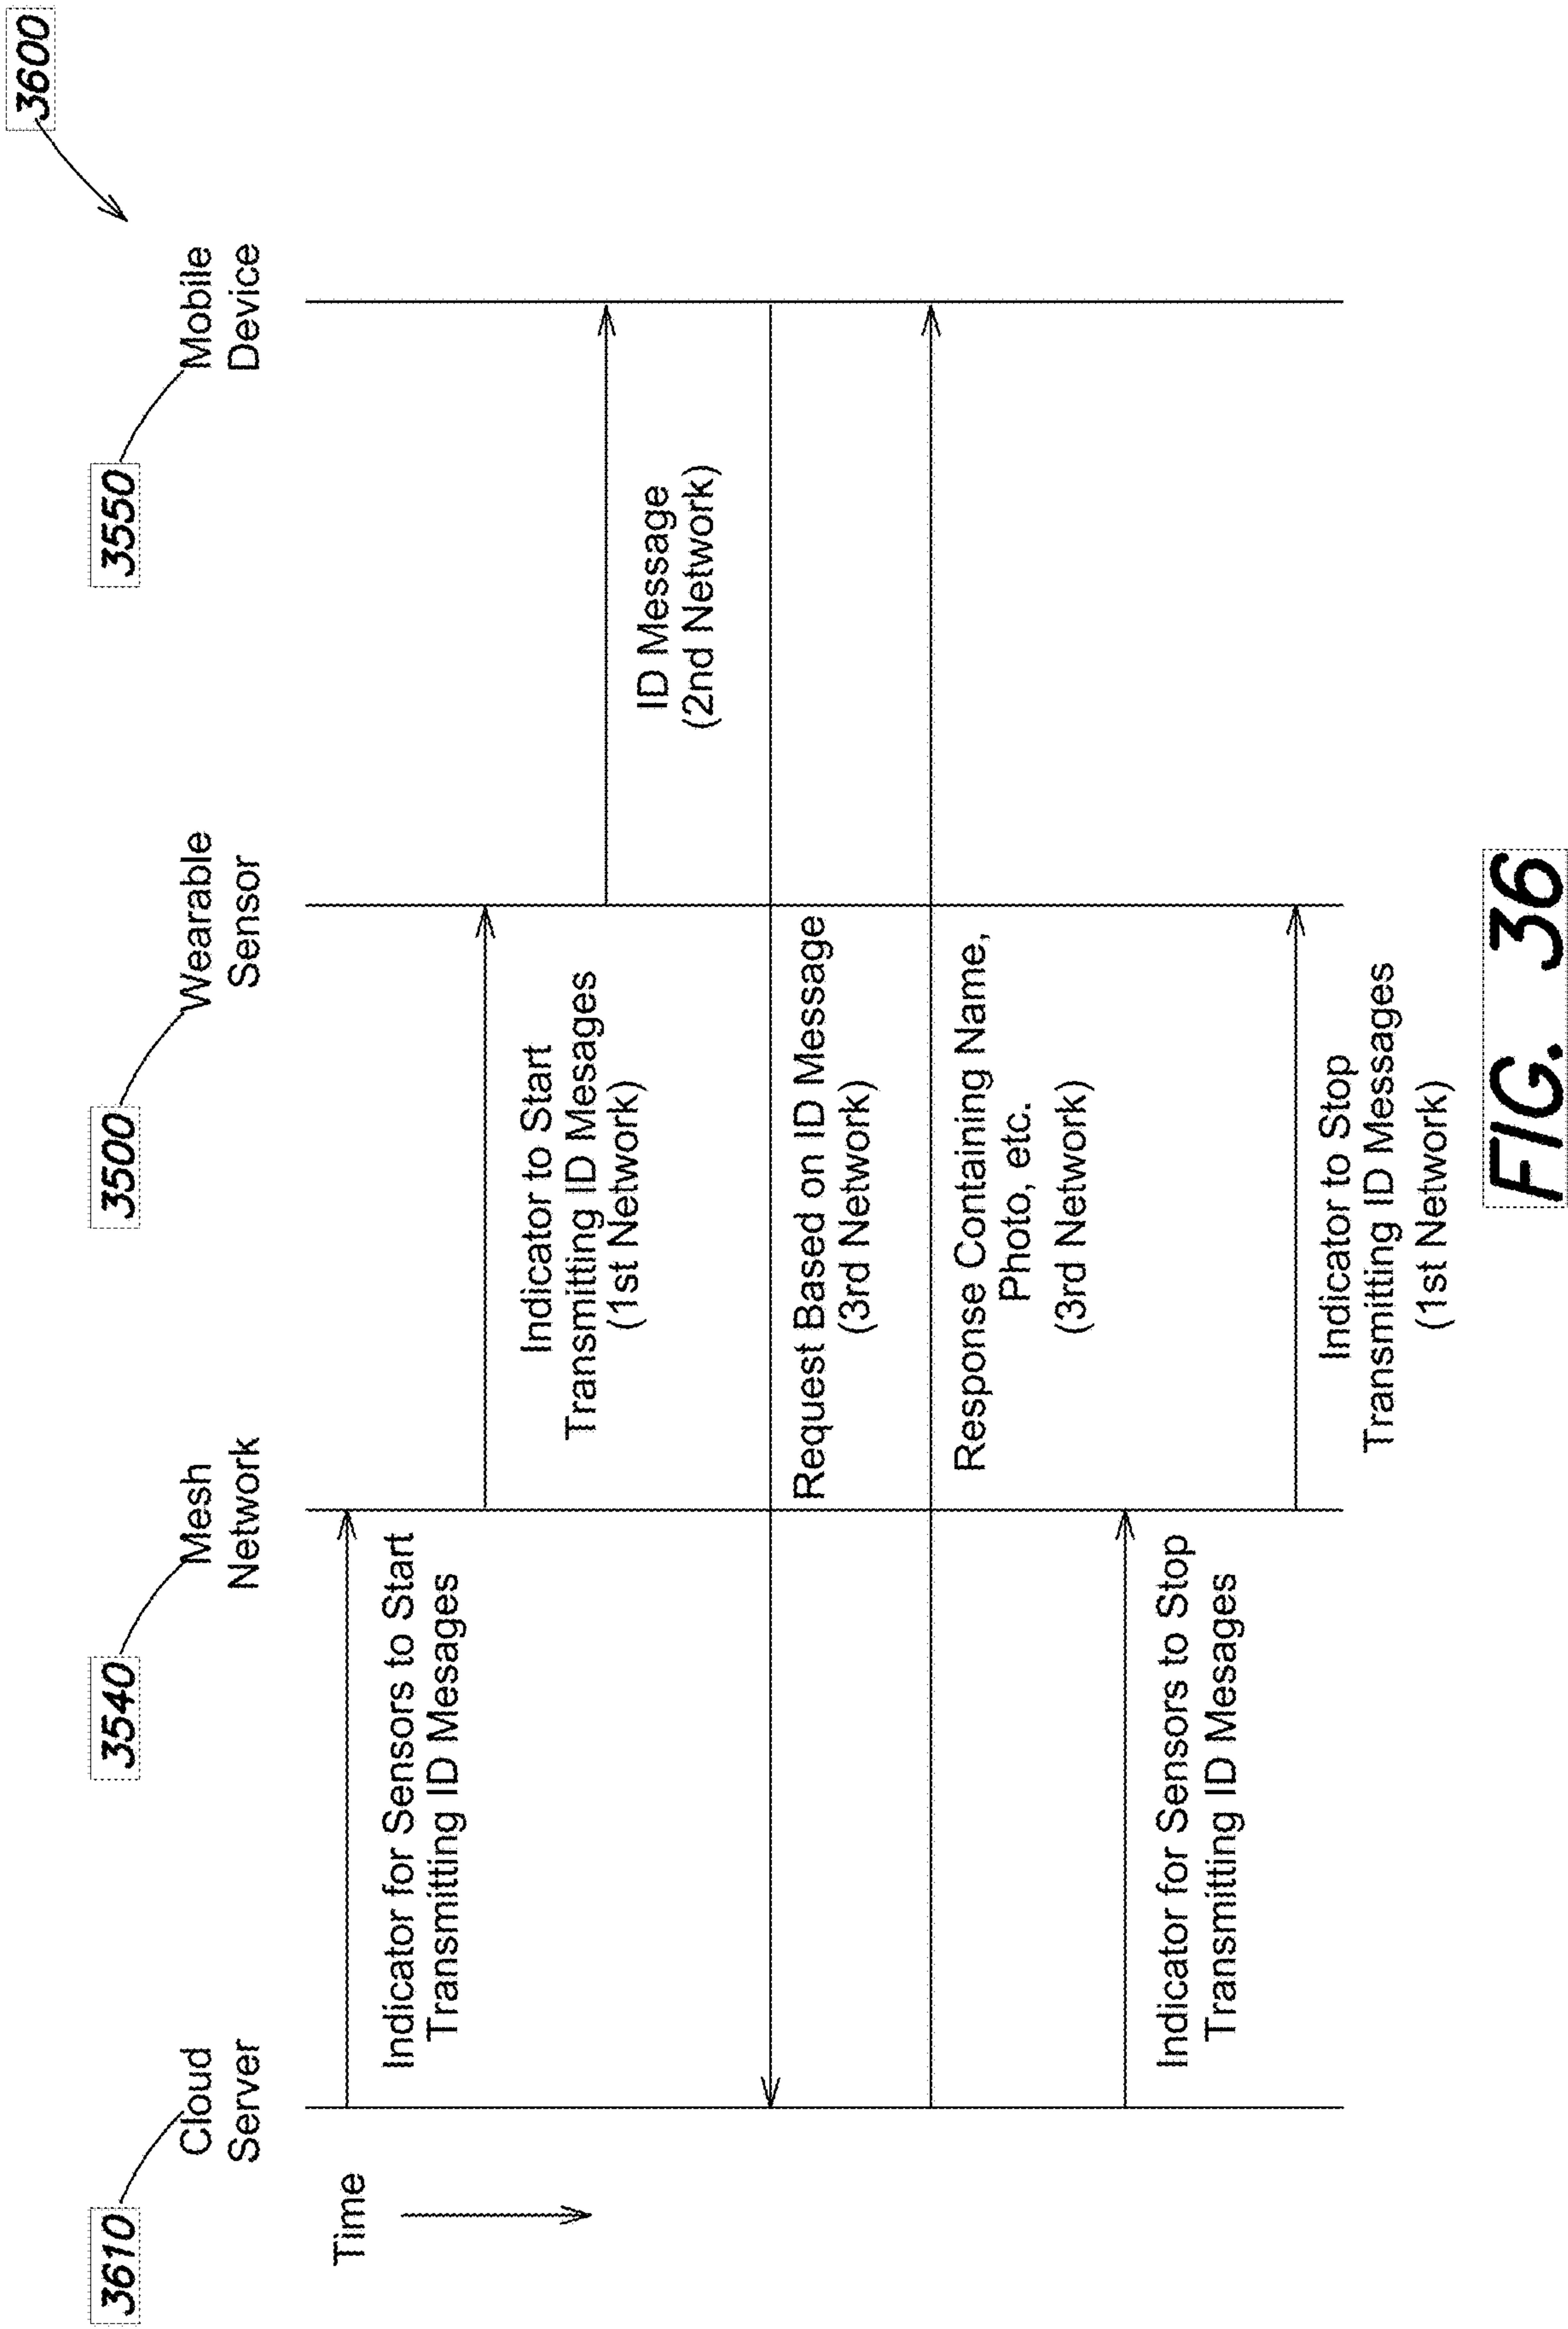 3600
3610
3540
3500
3550
Cloud
Server
Mesh
Network
Wearable
Sensor
Mobile
Device
Time
Indicator for Sensors to Start
Transmitting ID Mesages
Indicator to Start
Transmitting ID Messages
(1st Network)
ID Message
(2nd Network)
Request Based on ID Message
(3rd Network)
Response Containing Name,
Photo, etc.
(3rd Network)
Indicator for Sensors to Stop
Transmitting ID Mesages
Indicator to Stop
Transmitting ID Messages
(1st Network)
FIG. 36